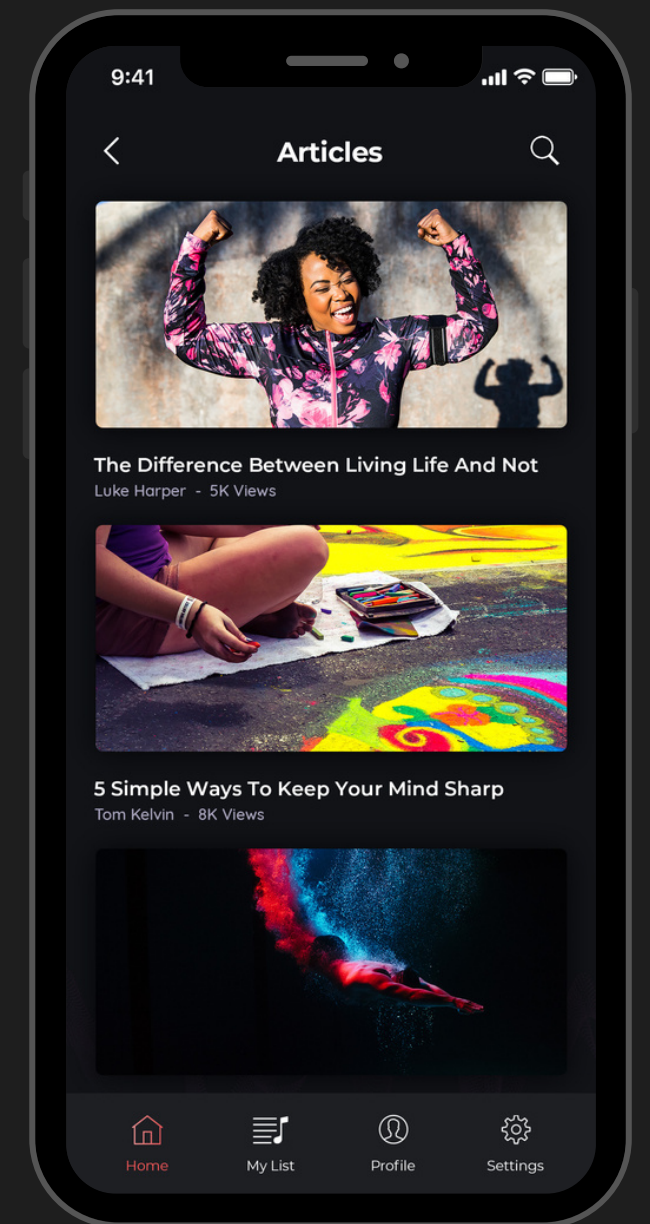 9:41
Articles
The Difference Between Living Life And Not
Luke Harper - 5K Views
5 Simple Ways To Keep Your Mind Sharp
Tom Kelvin - 8K Views
Home My List Profile Settings